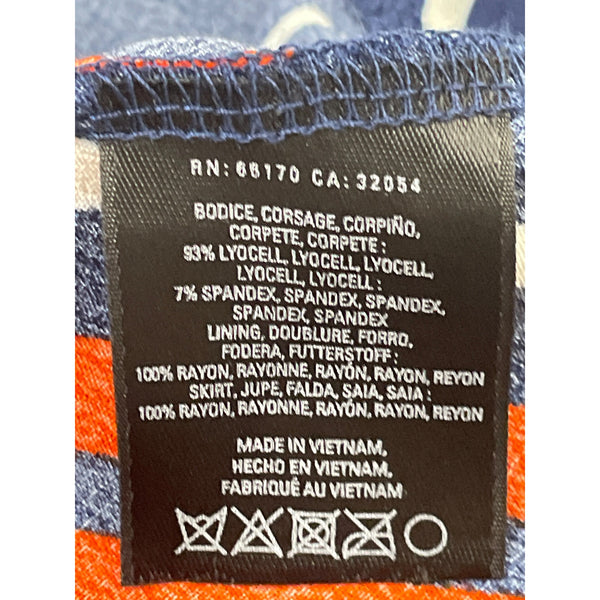 RN: 66170 CA: 32054
BODICE, CORSAGE, CORPIÑO,
CORPETE, CORPETE :
93% LYOCELL, LYOCELL, LYOCELL,
LYOCELL, LYOCELL :
7% SPANDEX, SPANDEX, SPANDEX,
SPANDEX, SPANDEX
LINING, DOUBLURE, FORRO,
FODERA, FUTTERSTOFF :
100% RAYON, RAYONNE, RAYÓN, RAYON, REYON
SKIRT, JUPE, FALDA, SAIA, SAIA :
100% RAYON, RAYONNE, RAYÓN, RAYON, REYON
MADE IN VIETNAM,
HECHO EN VIETNAM,
FABRIQUÉ AU VIETNAM